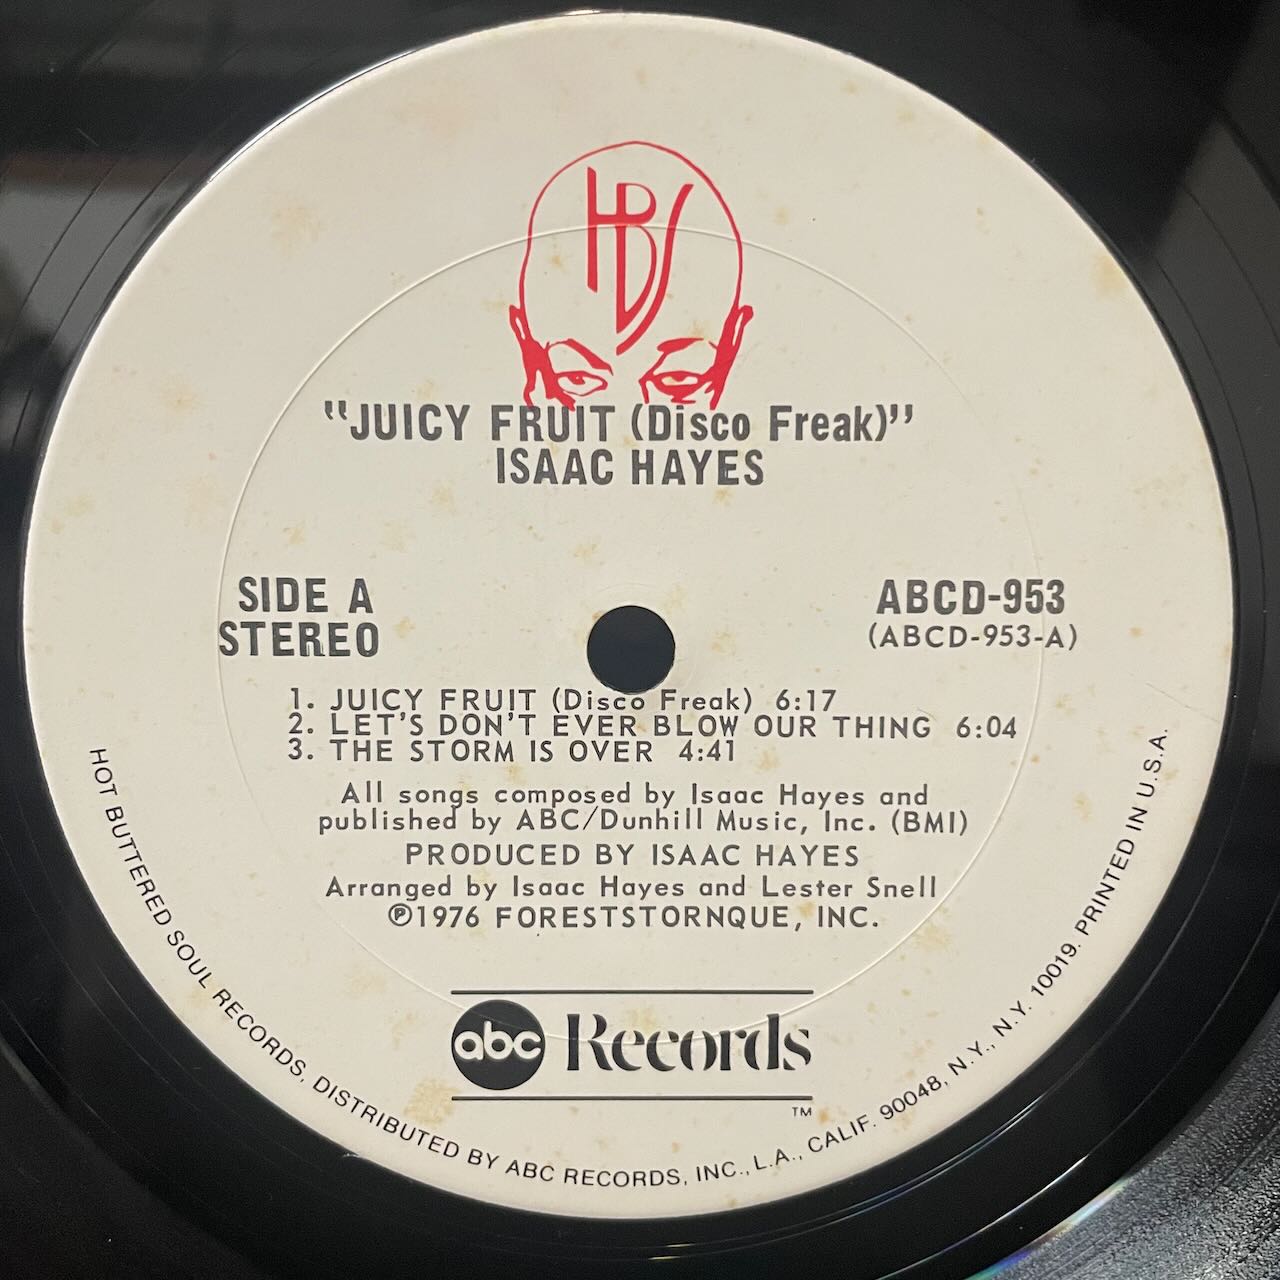 HBS
"JUICY FRUIT (Disco Freak)"
ISAAC HAYES
SIDE A
STEREO
ABCD-953
(ABCD-953-A)
1. JUICY FRUIT (Disco Freak) 6:17
2. LET'S DON'T EVER BLOW OUR THING 6:04
3. THE STORM IS OVER 4:41
All songs composed by Isaac Hayes and
published by ABC/Dunhill Music, Inc. (BMI)
PRODUCED BY ISAAC HAYES
Arranged by Isaac Hayes and Lester Snell
℗1976 FORESTSTORNQUE, INC.
abc Records
TM
HOT BUTTERED SOUL RECORDS, DISTRIBUTED BY ABC RECORDS, INC., L.A., CALIF. 90048, N.Y., N.Y. 10019. PRINTED IN U.S.A.